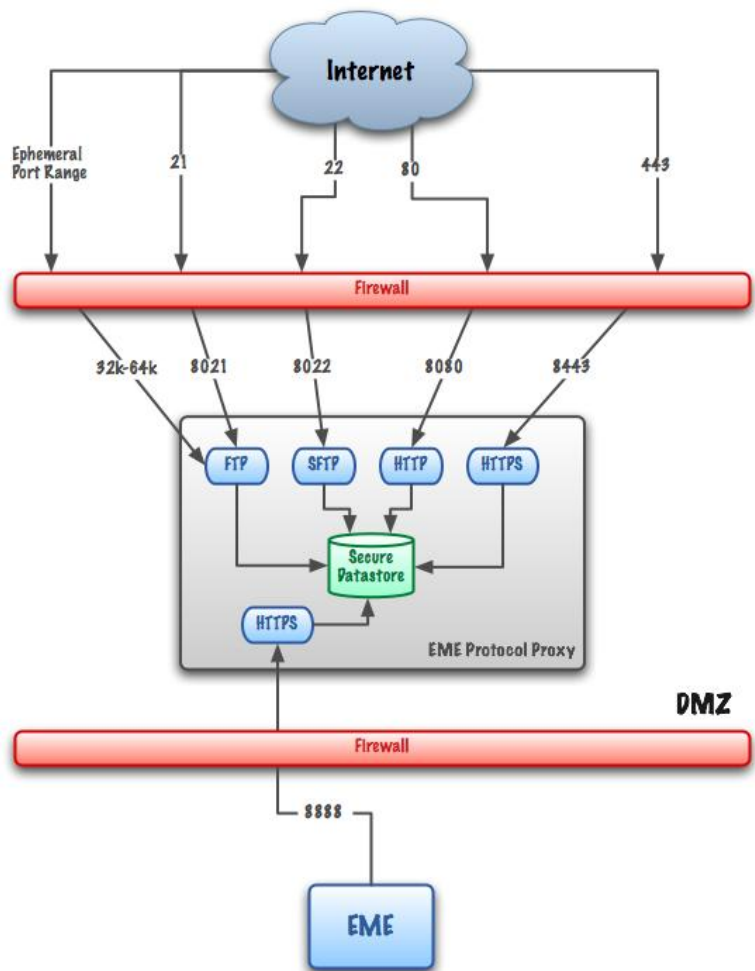 Internet
Ephemeral
Port Range
21
22
80
443
Firewall
32k-64k
8021
8022
8080
8443
FTP
SFTP
HTTP
HTTPS
Secure
Datastore
HTTPS
EME Protocol Proxy
DMZ
Firewall
8888
EME